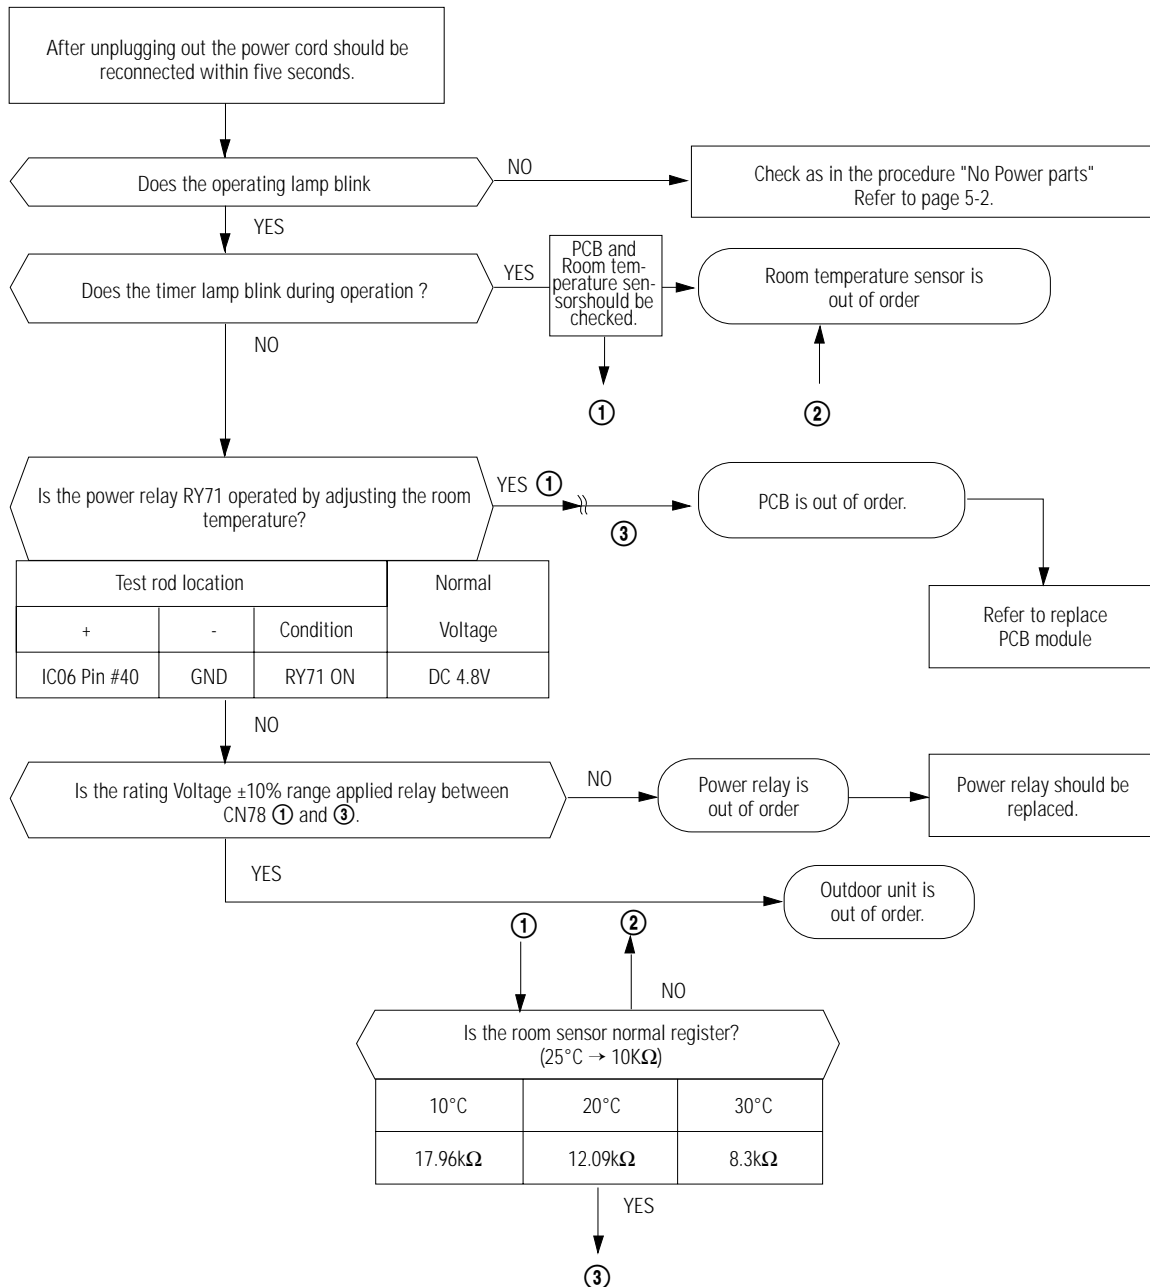 After unplugging out the power cord should be
reconnected within five seconds.
Does the operating lamp blink
NO
Check as in the procedure "No Power parts"
Refer to page 5-2.
YES
Does the timer lamp blink during operation ?
YES
PCB and
Room tem-
perature sen-
sorshould be
checked.
Room temperature sensor is
out of order
NO
①
②
Is the power relay RY71 operated by adjusting the room
temperature?
YES ①
③
PCB is out of order.
Refer to replace
PCB module
Test rod location
Normal
Voltage
+
-
Condition
IC06 Pin #40
GND
RY71 ON
DC 4.8V
NO
Is the rating Voltage ±10% range applied relay between
CN78 ① and ③.
NO
Power relay is
out of order
Power relay should be
replaced.
YES
Outdoor unit is
out of order.
①
②
NO
Is the room sensor normal register?
(25°C → 10KΩ)
10°C
20°C
30°C
17.96kΩ
12.09kΩ
8.3kΩ
YES
③